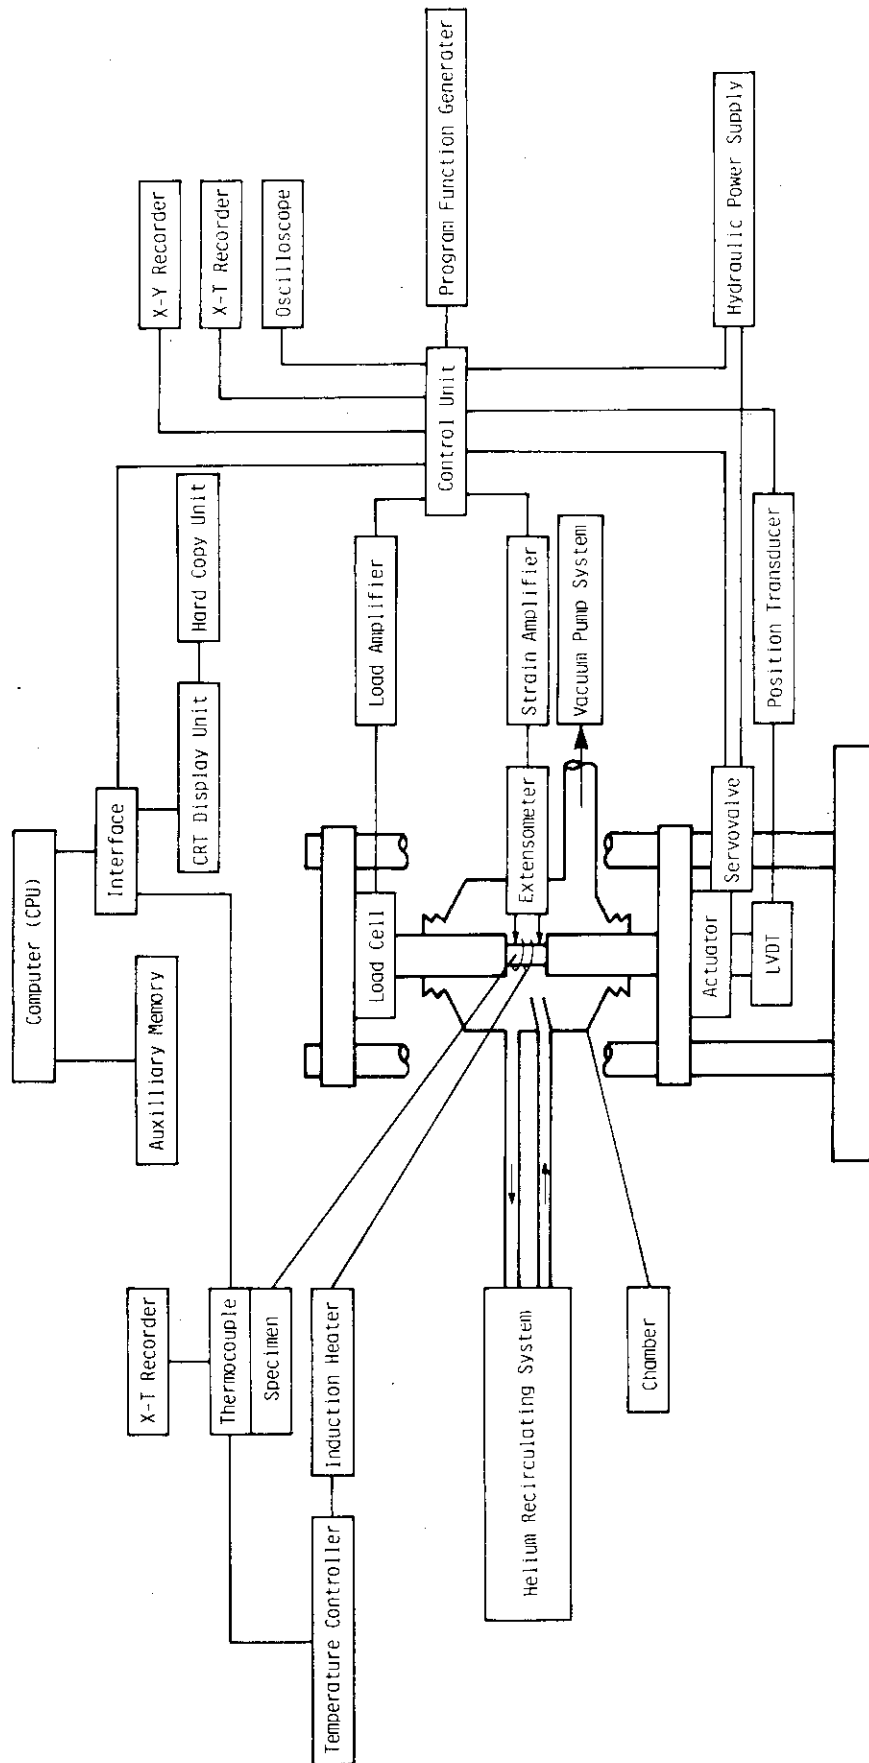 Computer (CPU)
Auxilliary Memory
Interface
CRT Display Unit
Hard Copy Unit
X-Y Recorder
X-T Recorder
Oscilloscope
X-T Recorder
Thermocouple
Specimen
Induction Heater
Temperature Controller
Load Cell
Load Amplifier
Control Unit
Program Function Generater
Extensometer
Strain Amplifier
Vacuum Pump System
Helium Recirculating System
Chamber
Actuator
Servovalve
Hydraulic Power Supply
LVDT
Position Transducer